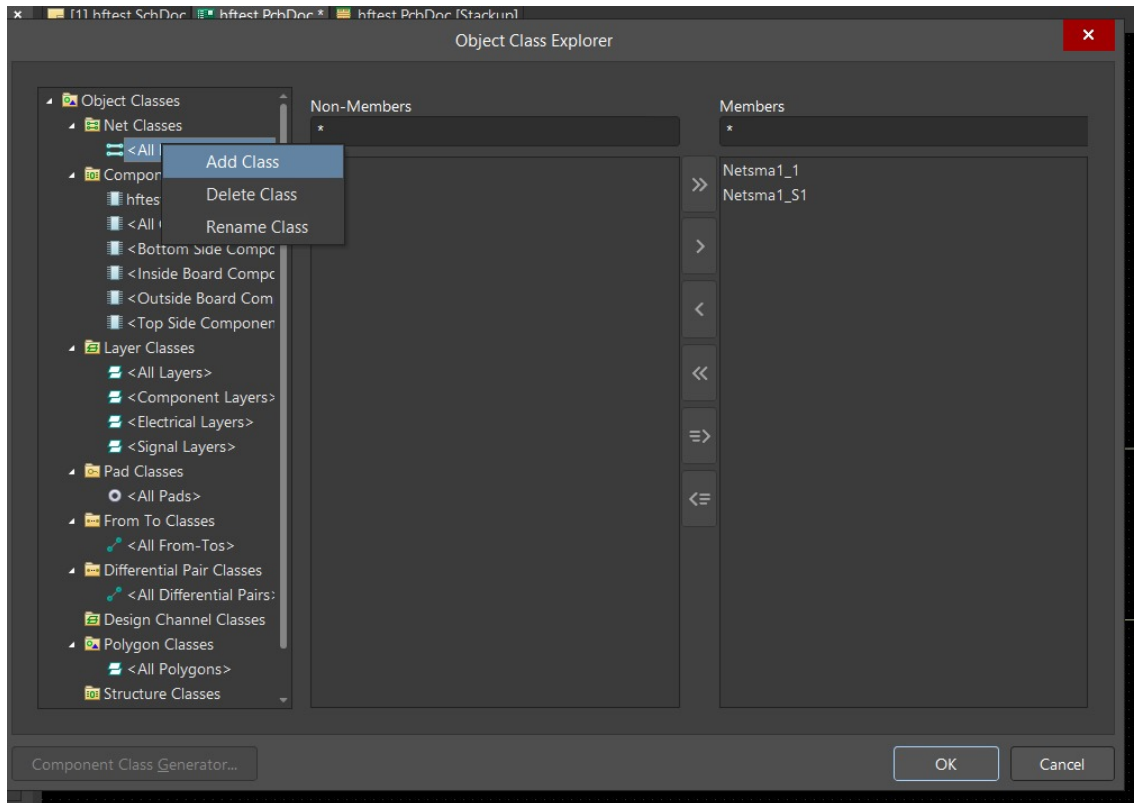 [1] hftest.SchDoc hftest.PcbDoc * hftest.PcbDoc [Stackup]
Object Class Explorer
Object Classes
Net Classes
<All
Compon
hftes
<All
<Bottom Side Compc
<Inside Board Compc
<Outside Board Com
<Top Side Componen
Layer Classes
<All Layers>
<Component Layers>
<Electrical Layers>
<Signal Layers>
Pad Classes
<All Pads>
From To Classes
<All From-Tos>
Differential Pair Classes
<All Differential Pairs>
Design Channel Classes
Polygon Classes
<All Polygons>
Structure Classes
Add Class
Delete Class
Rename Class
Non-Members
*
Members
*
Netsma1_1
Netsma1_S1
Component Class Generator...
OK
Cancel